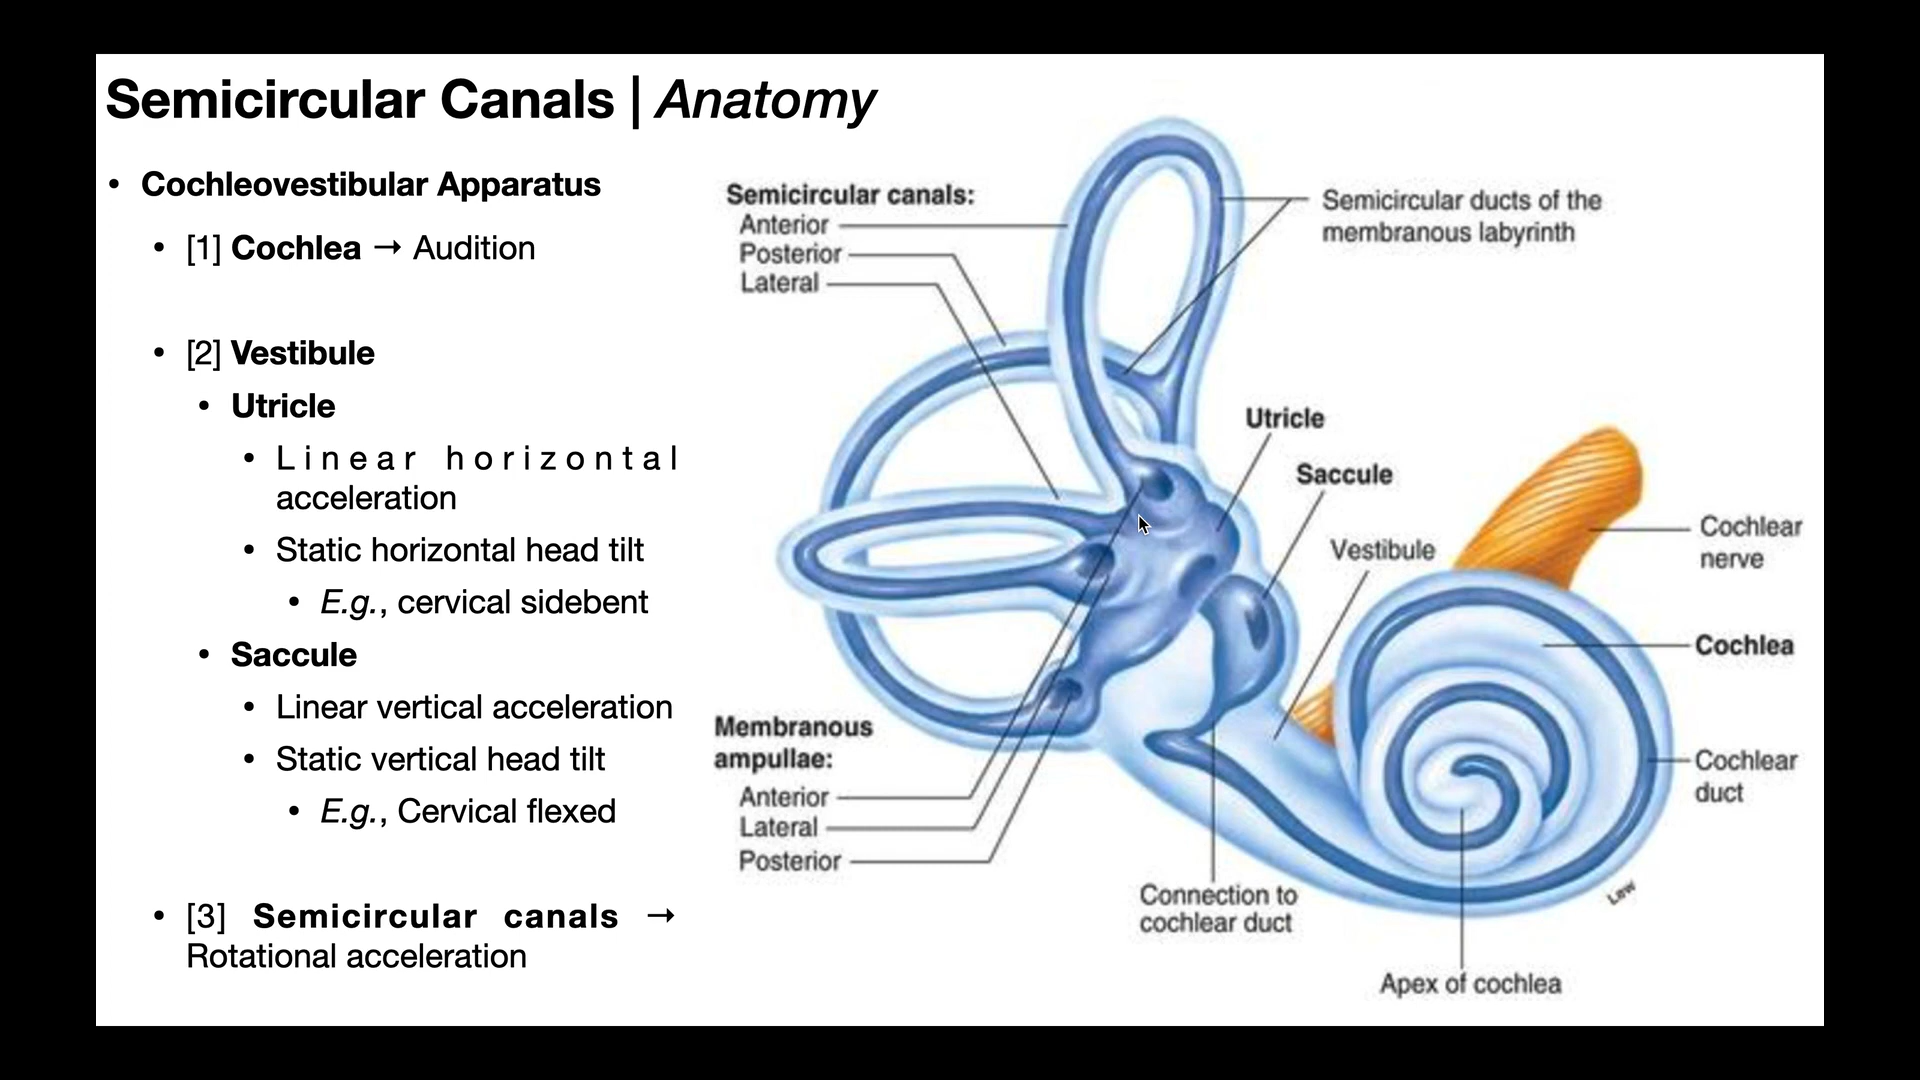 Semicircular Canals | Anatomy
• Cochleovestibular Apparatus
• [1] Cochlea → Audition
• [2] Vestibule
• Utricle
• Linear horizontal
acceleration
• Static horizontal head tilt
• E.g., cervical sidebent
• Saccule
• Linear vertical acceleration
• Static vertical head tilt
• E.g., Cervical flexed
• [3] Semicircular canals →
Rotational acceleration
Semicircular canals:
Anterior
Posterior
Lateral
Semicircular ducts of the
membranous labyrinth
Utricle
Saccule
Vestibule
Cochlear
nerve
Cochlea
Cochlear
duct
Membranous
ampullae:
Anterior
Lateral
Posterior
Connection to
cochlear duct
Apex of cochlea